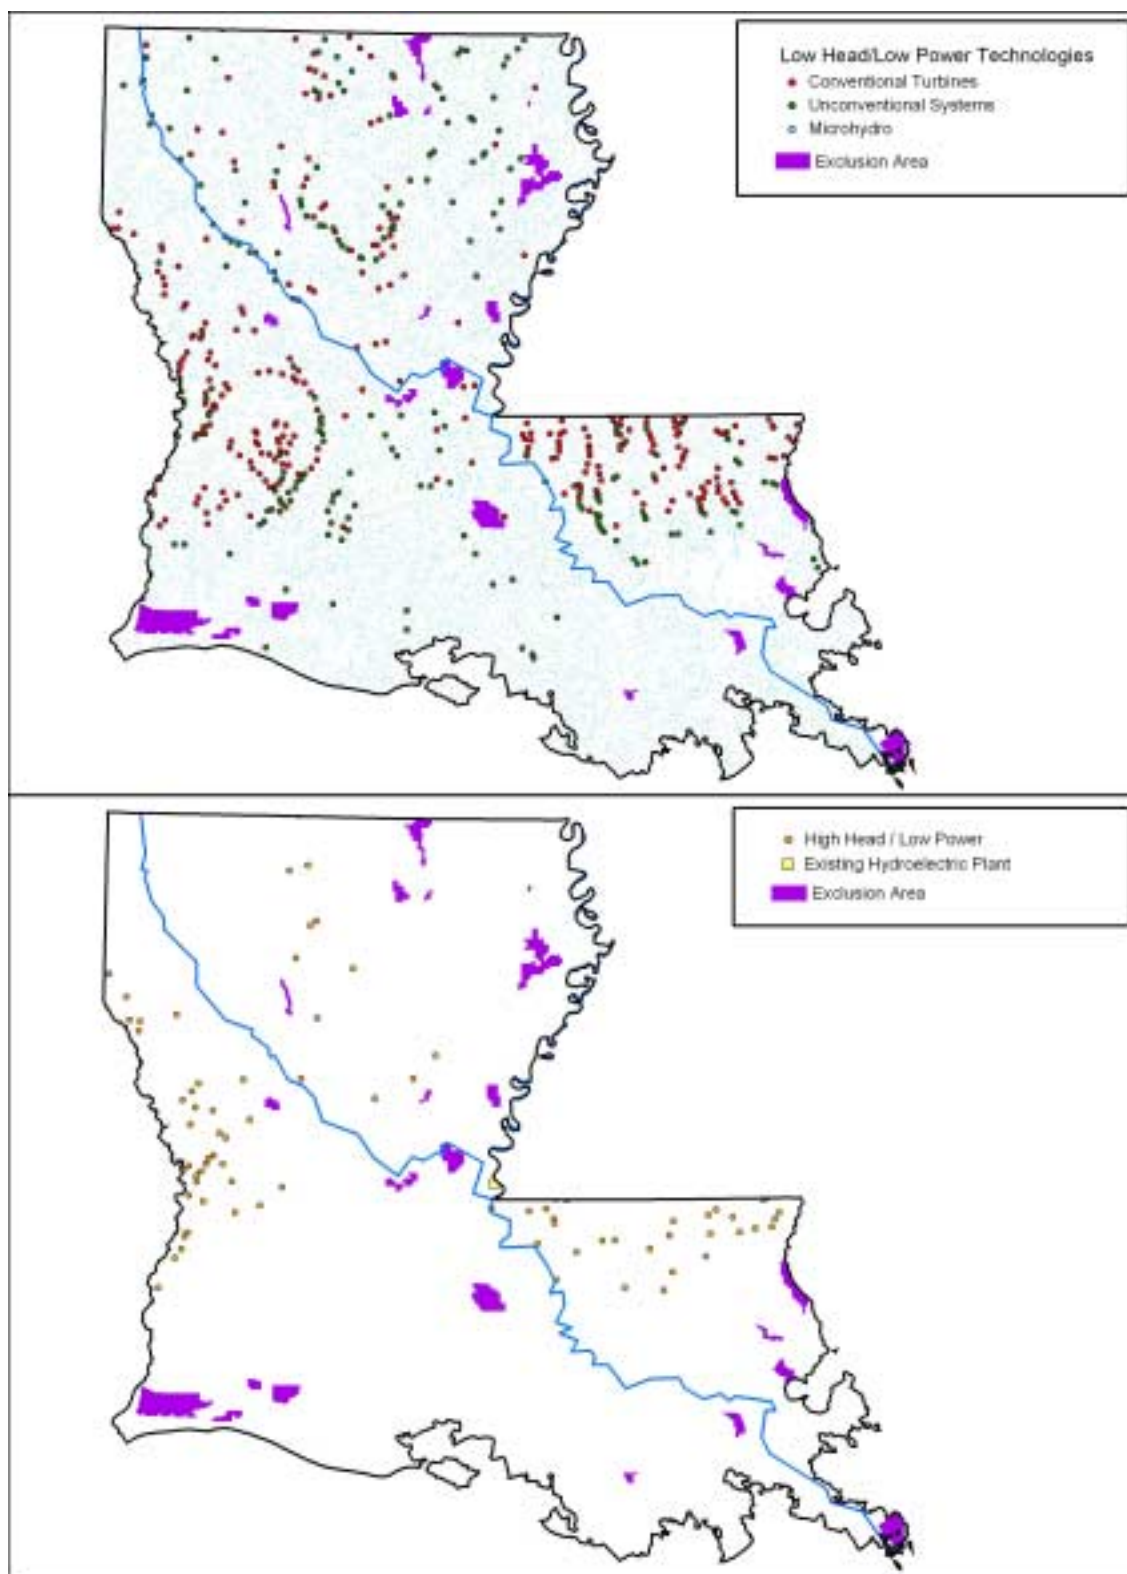 Low Head/Low Power Technologies
Conventional Turbines
Unconventional Systems
Microhydro
Exclusion Area
High Head / Low Power
Existing Hydroelectric Plant
Exclusion Area